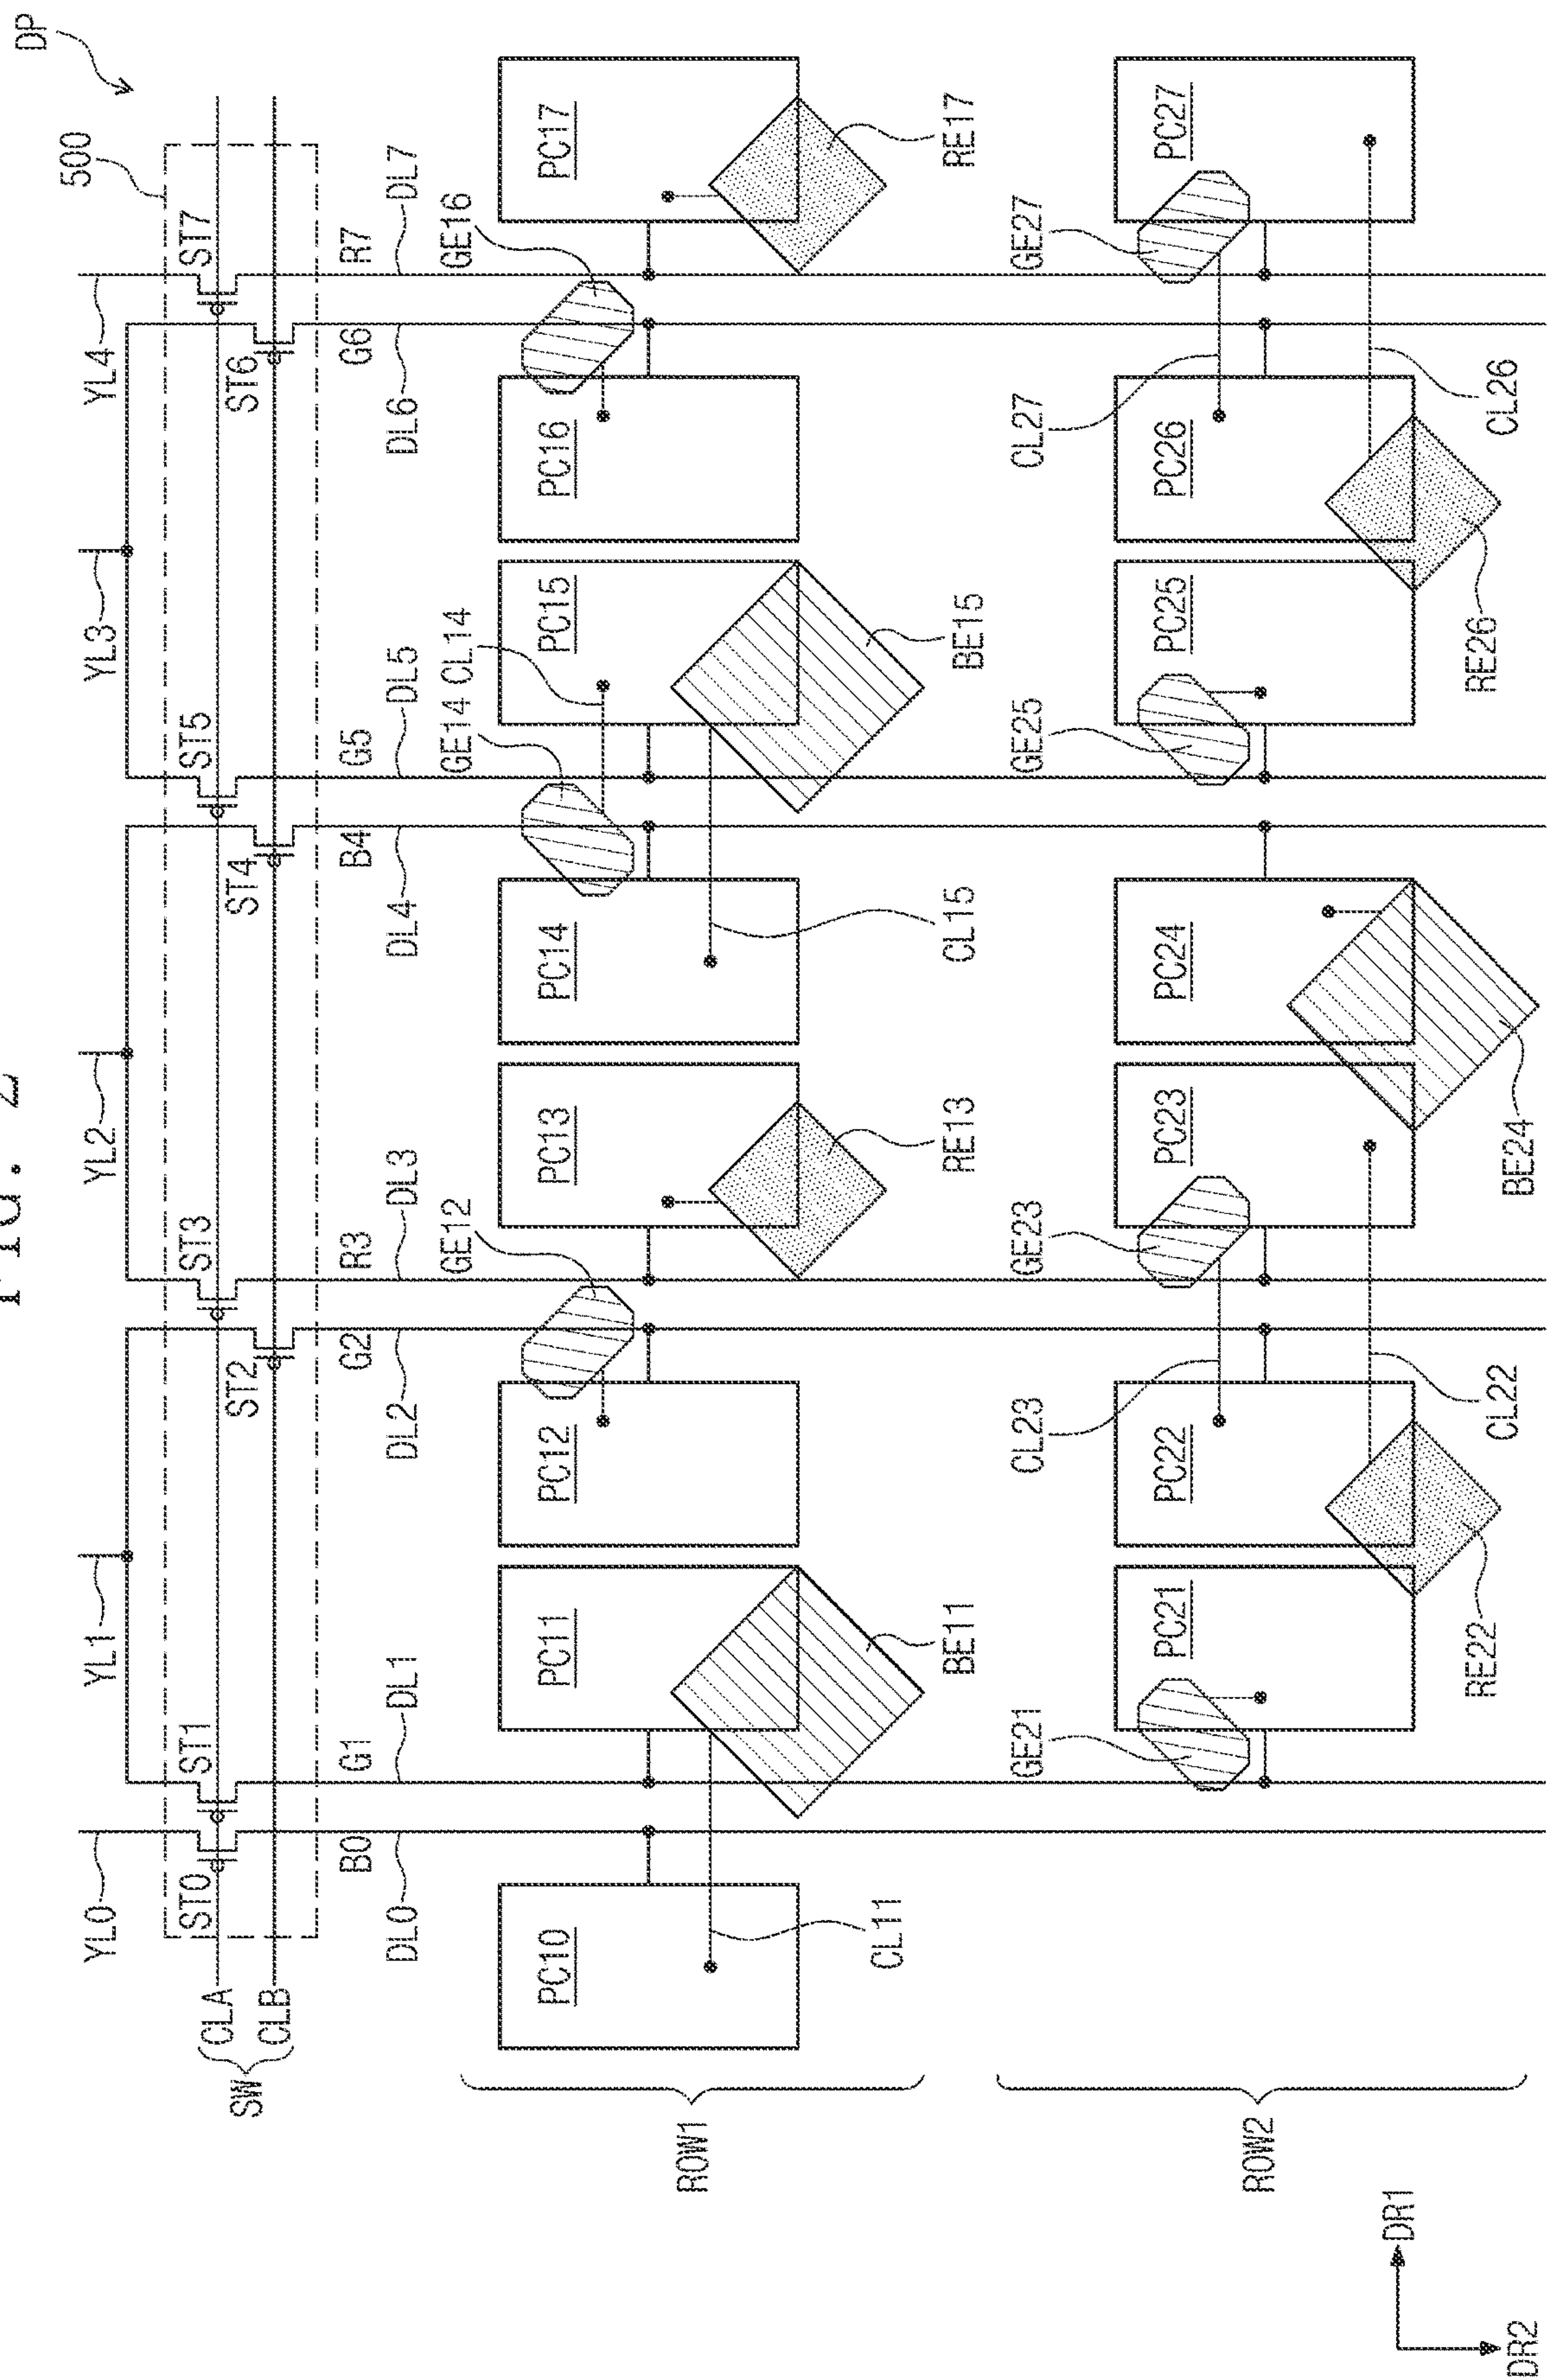 FIG. 2
DP
500
YL0 YL1 YL2 YL3 YL4
ST0 ST1 ST3 ST5 ST7
SW CLA
CLB ST2 ST4 ST6
B0 G1 G2 R3 B4 G5 G6 R7
DL0 DL1 DL2 DL3 DL4 DL5 DL6 DL7
GE12 GE14 CL14 GE16
ROW1
PC10 PC11 PC12 PC13 PC14 PC15 PC16 PC17
CL11 BE11 RE13 CL15 BE15 RE17
GE21 CL23 GE23 GE25 CL27 GE27
ROW2
PC21 PC22 PC23 PC24 PC25 PC26 PC27
RE22 CL22 BE24 RE26 CL26
DR1
DR2